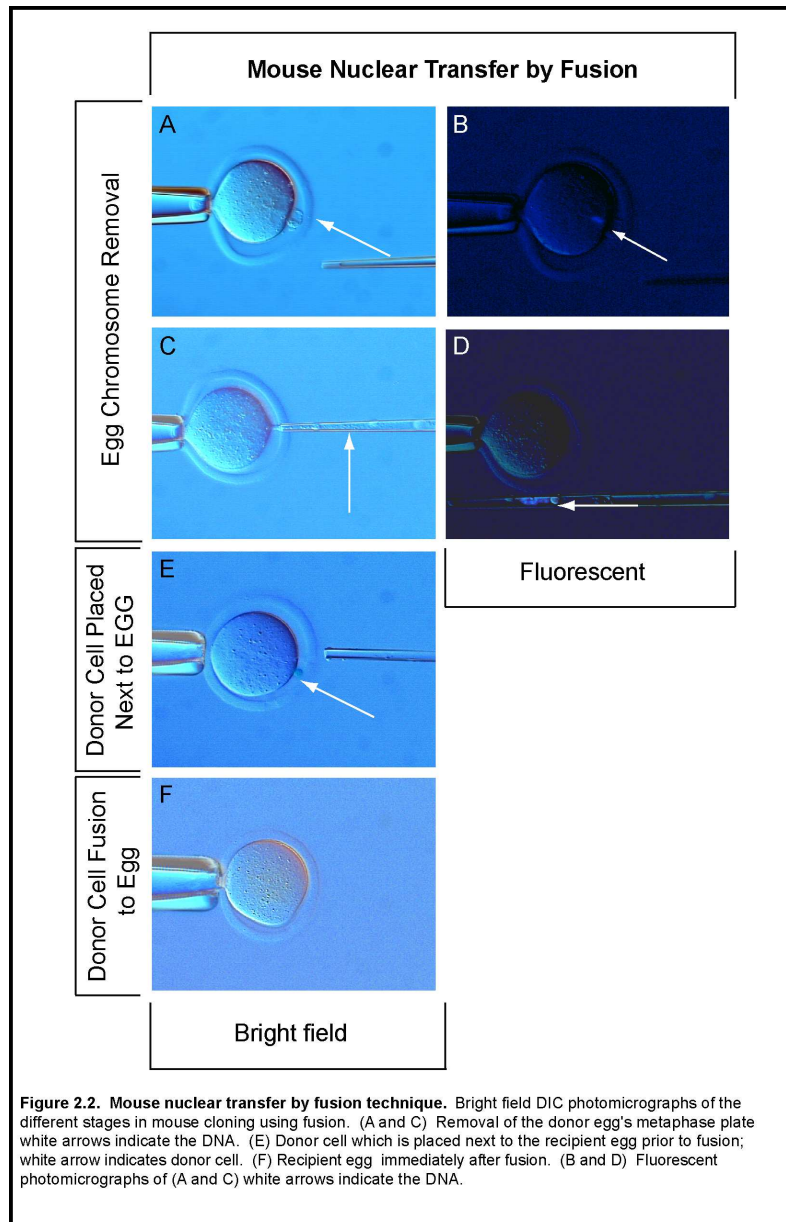 Mouse Nuclear Transfer by Fusion
A
B
Egg Chromosome Removal
C
D
Fluorescent
Donor Cell Placed
Next to EGG
E
Donor Cell Fusion
to Egg
F
Bright field
Figure 2.2. Mouse nuclear transfer by fusion technique. Bright field DIC photomicrographs of the
different stages in mouse cloning using fusion. (A and C) Removal of the donor egg's metaphase plate
white arrows indicate the DNA. (E) Donor cell which is placed next to the recipient egg prior to fusion;
white arrow indicates donor cell. (F) Recipient egg immediately after fusion. (B and D) Fluorescent
photomicrographs of (A and C) white arrows indicate the DNA.